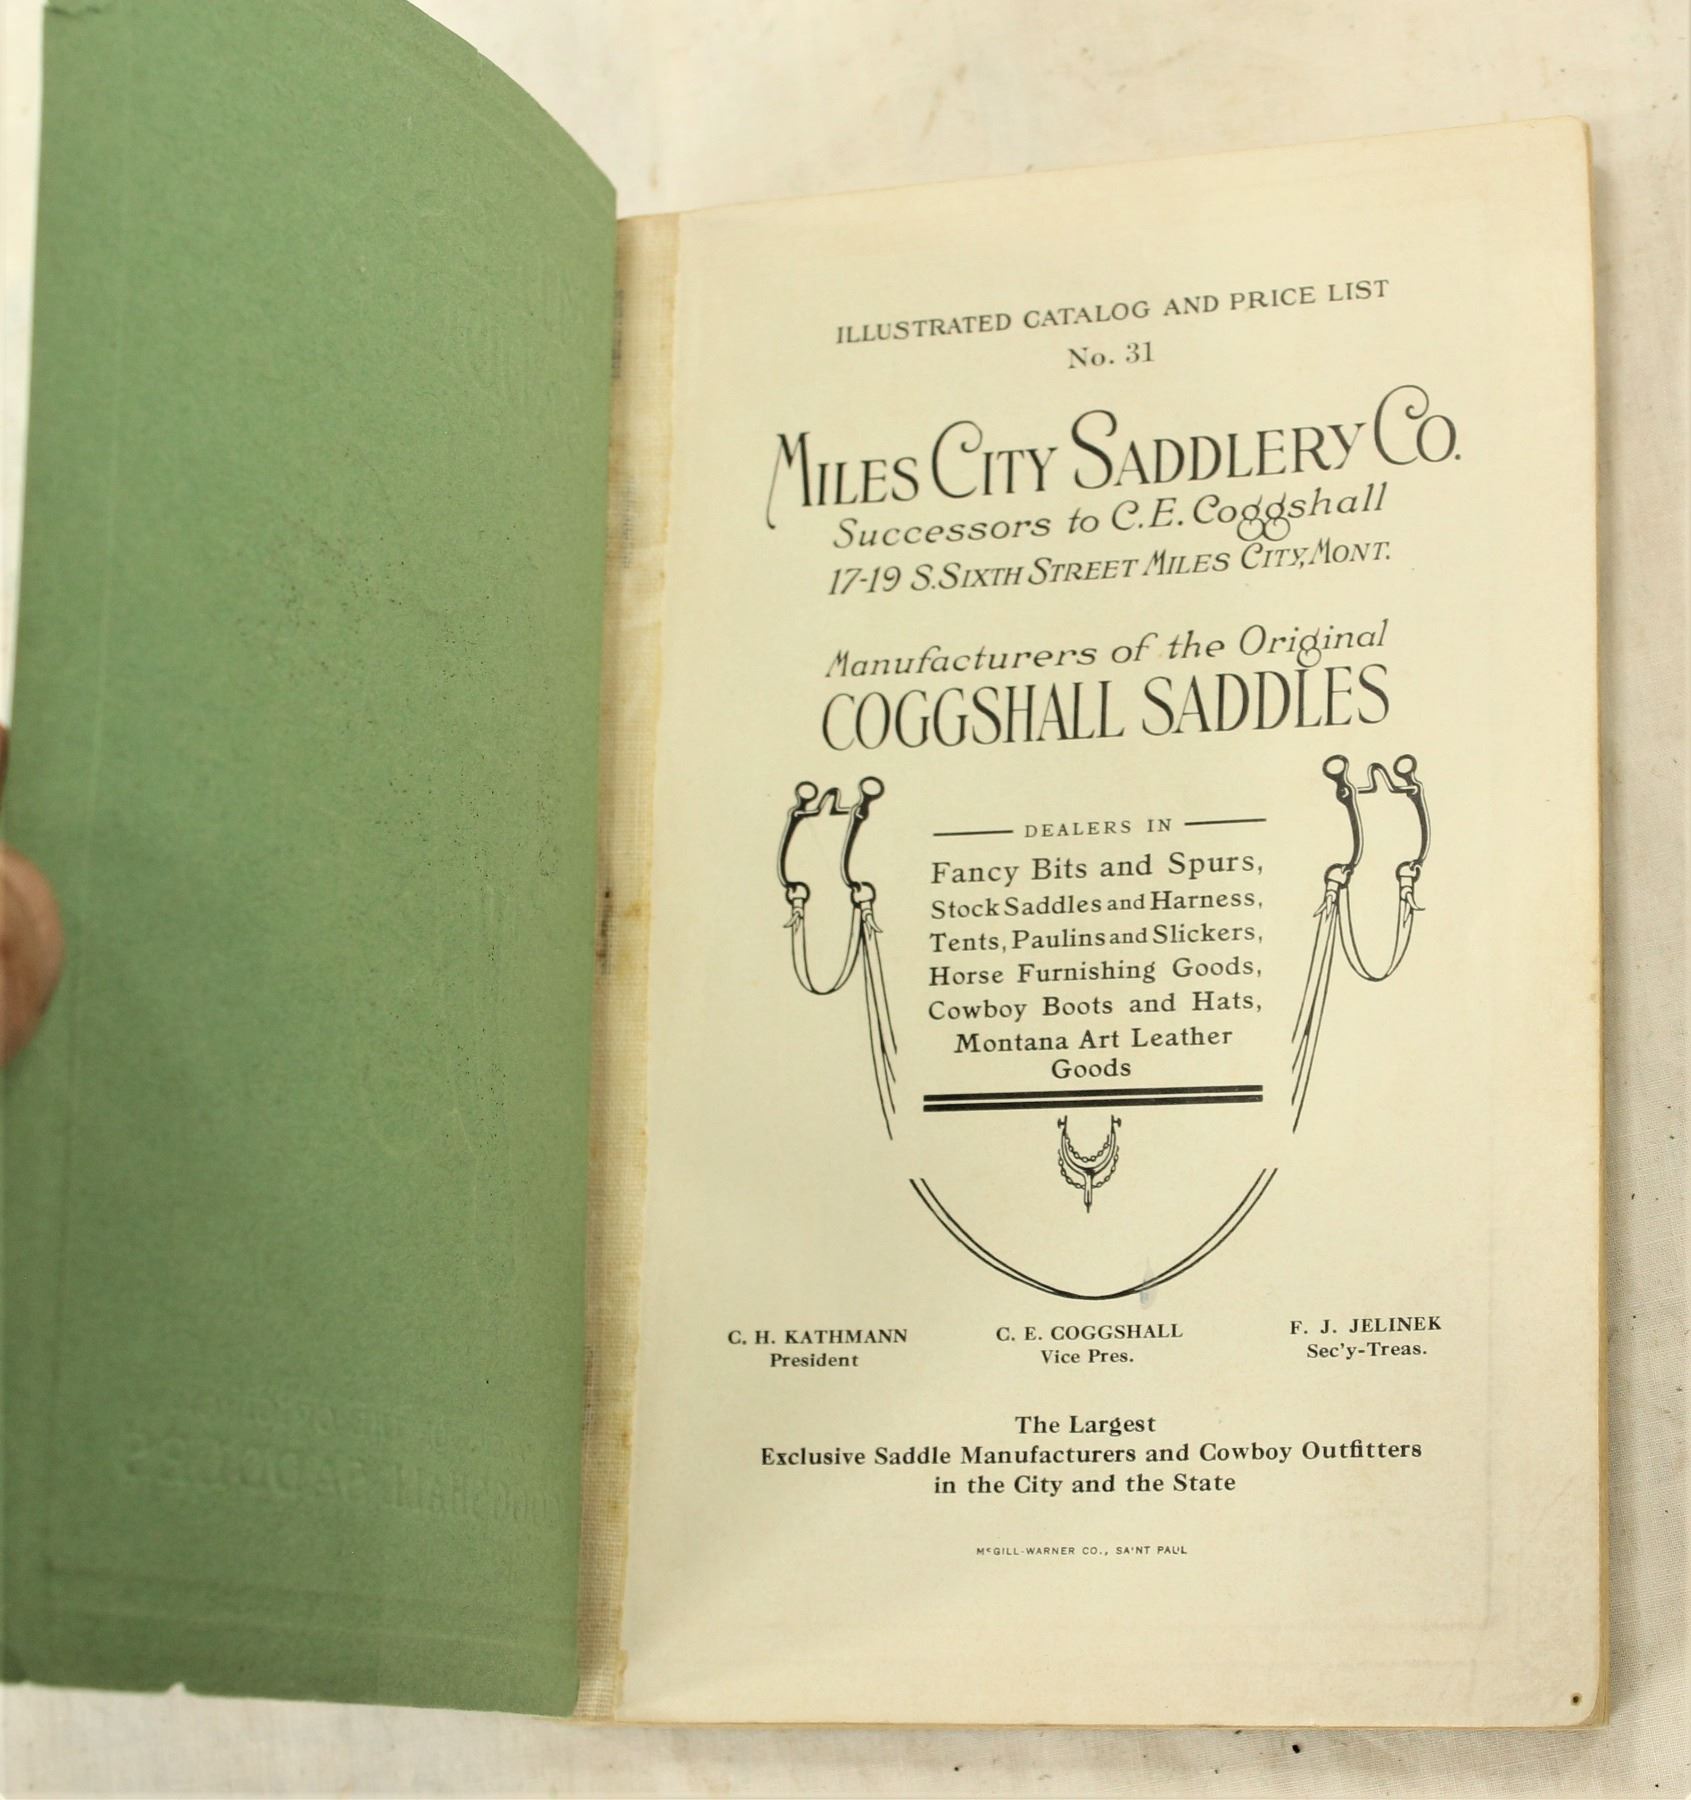 ILLUSTRATED CATALOG AND PRICE LIST
No. 31
MILES CITY SADDLERY CO.
Successors to C.E. Coggshall
17-19 S. SIXTH STREET MILES CITY, MONT.
Manufacturers of the Original
COGGSHALL SADDLES
DEALERS IN
Fancy Bits and Spurs,
Stock Saddles and Harness,
Tents, Paulins and Slickers,
Horse Furnishing Goods,
Cowboy Boots and Hats,
Montana Art Leather
Goods
C. H. KATHMANN
President
C. E. COGGSHALL
Vice Pres.
F. J. JELINEK
Sec'y-Treas.
The Largest
Exclusive Saddle Manufacturers and Cowboy Outfitters
in the City and the State
McGILL-WARNER CO., SAINT PAUL